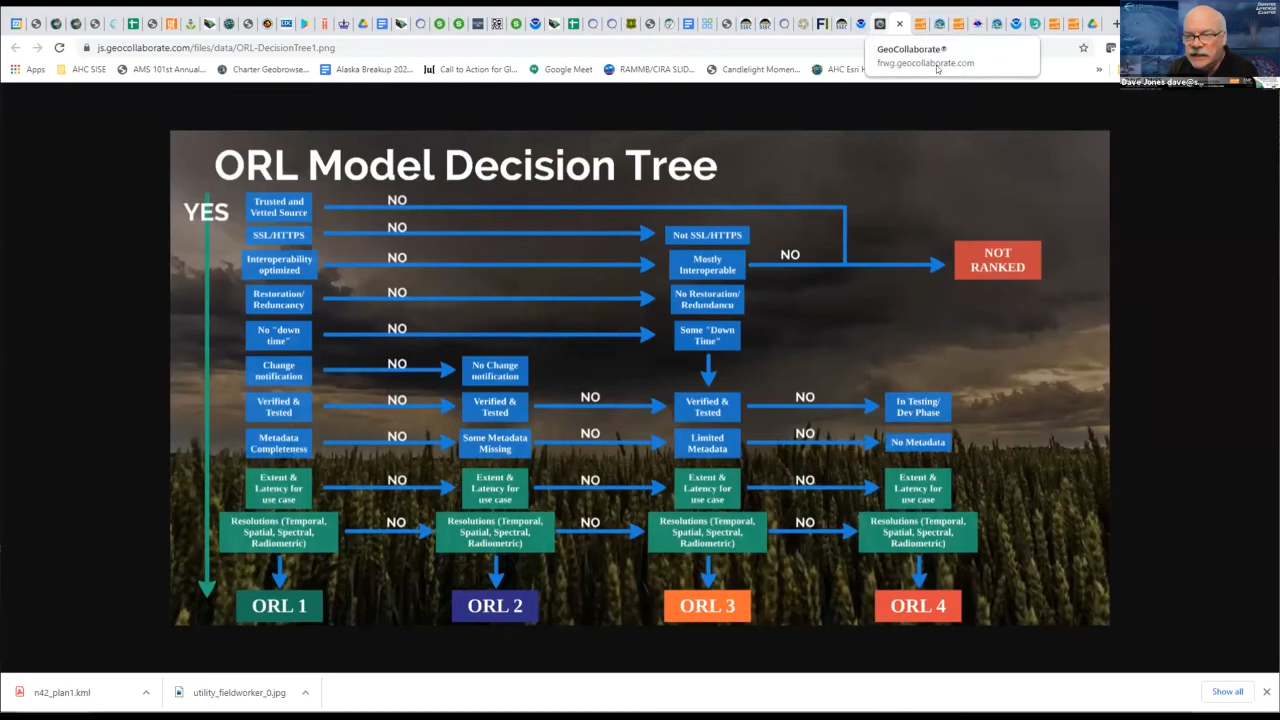 js.geocollaborate.com/files/data/ORL-DecisionTree1.png
GeoCollaborate®
frwg.geocollaborate.com
Apps
AHC SISE
AMS 101st Annual...
Charter Geobrowse...
Alaska Breakup 202...
Call to Action for Gl...
Google Meet
RAMMB/CIRA SLID...
Candlelight Momen...
AHC Esri
»
Dave Jones dave@s...
ORL Model Decision Tree
YES
Trusted and
Vetted Source
NO
SSL/HTTPS
NO
Not SSL/HTTPS
Interoperability
optimized
NO
Mostly
Interoperable
NO
NOT
RANKED
Restoration/
Reduncancy
NO
No Restoration/
Redundancu
No "down
time"
NO
Some "Down
Time"
Change
notification
NO
No Change
notification
Verified &
Tested
NO
Verified &
Tested
NO
Verified &
Tested
NO
In Testing/
Dev Phase
Metadata
Completeness
NO
Some Metadata
Missing
NO
Limited
Metadata
NO
No Metadata
Extent &
Latency for
use case
NO
Extent &
Latency for
use case
NO
Extent &
Latency for
use case
NO
Extent &
Latency for
use case
Resolutions (Temporal,
Spatial, Spectral,
Radiometric)
NO
Resolutions (Temporal,
Spatial, Spectral,
Radiometric)
NO
Resolutions (Temporal,
Spatial, Spectral,
Radiometric)
NO
Resolutions (Temporal,
Spatial, Spectral,
Radiometric)
ORL 1
ORL 2
ORL 3
ORL 4
n42_plan1.kml
utility_fieldworker_0.jpg
Show all